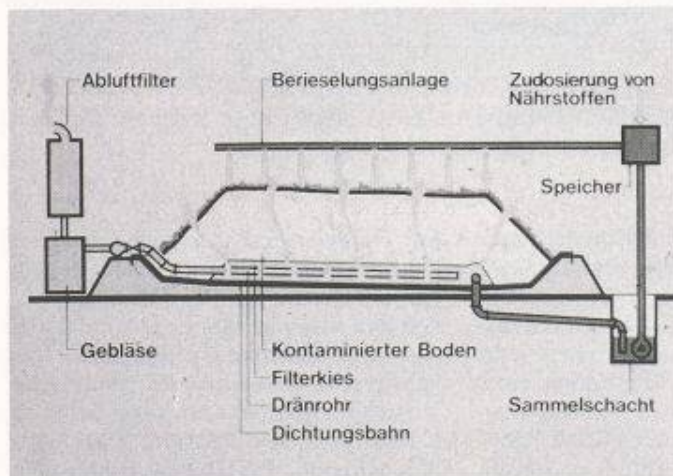 Abluftfilter
Berieselungsanlage
Zudosierung von
Nährstoffen
Speicher
Gebläse
Kontaminierter Boden
Filterkies
Dränrohr
Dichtungsbahn
Sammelschacht